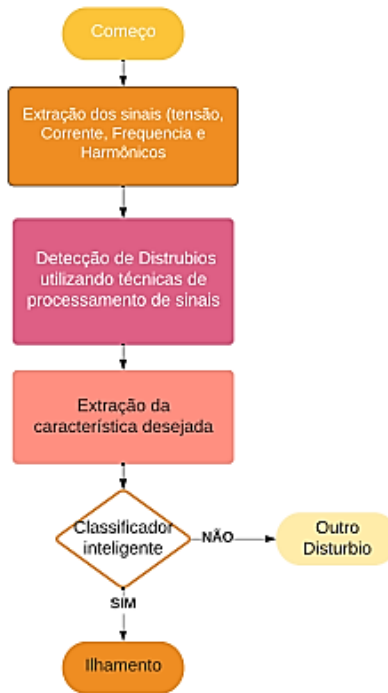 Começo
Extração dos sinais (tensão,
Corrente, Frequencia e
Harmônicos
Detecção de Distrubios
utilizando técnicas de
processamento de sinais
Extração da
característica desejada
Classificador
inteligente
NÃO
Outro
Disturbio
SIM
Ilhamento